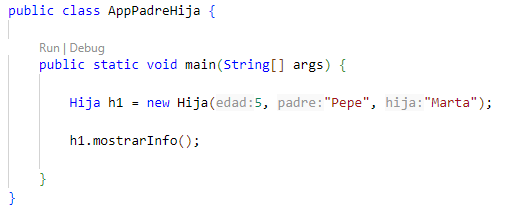 public class AppPadreHija {
Run | Debug
public static void main(String[] args) {
Hija h1 = new Hija(edad:5, padre:"Pepe", hija:"Marta");
h1.mostrarInfo();
}
}